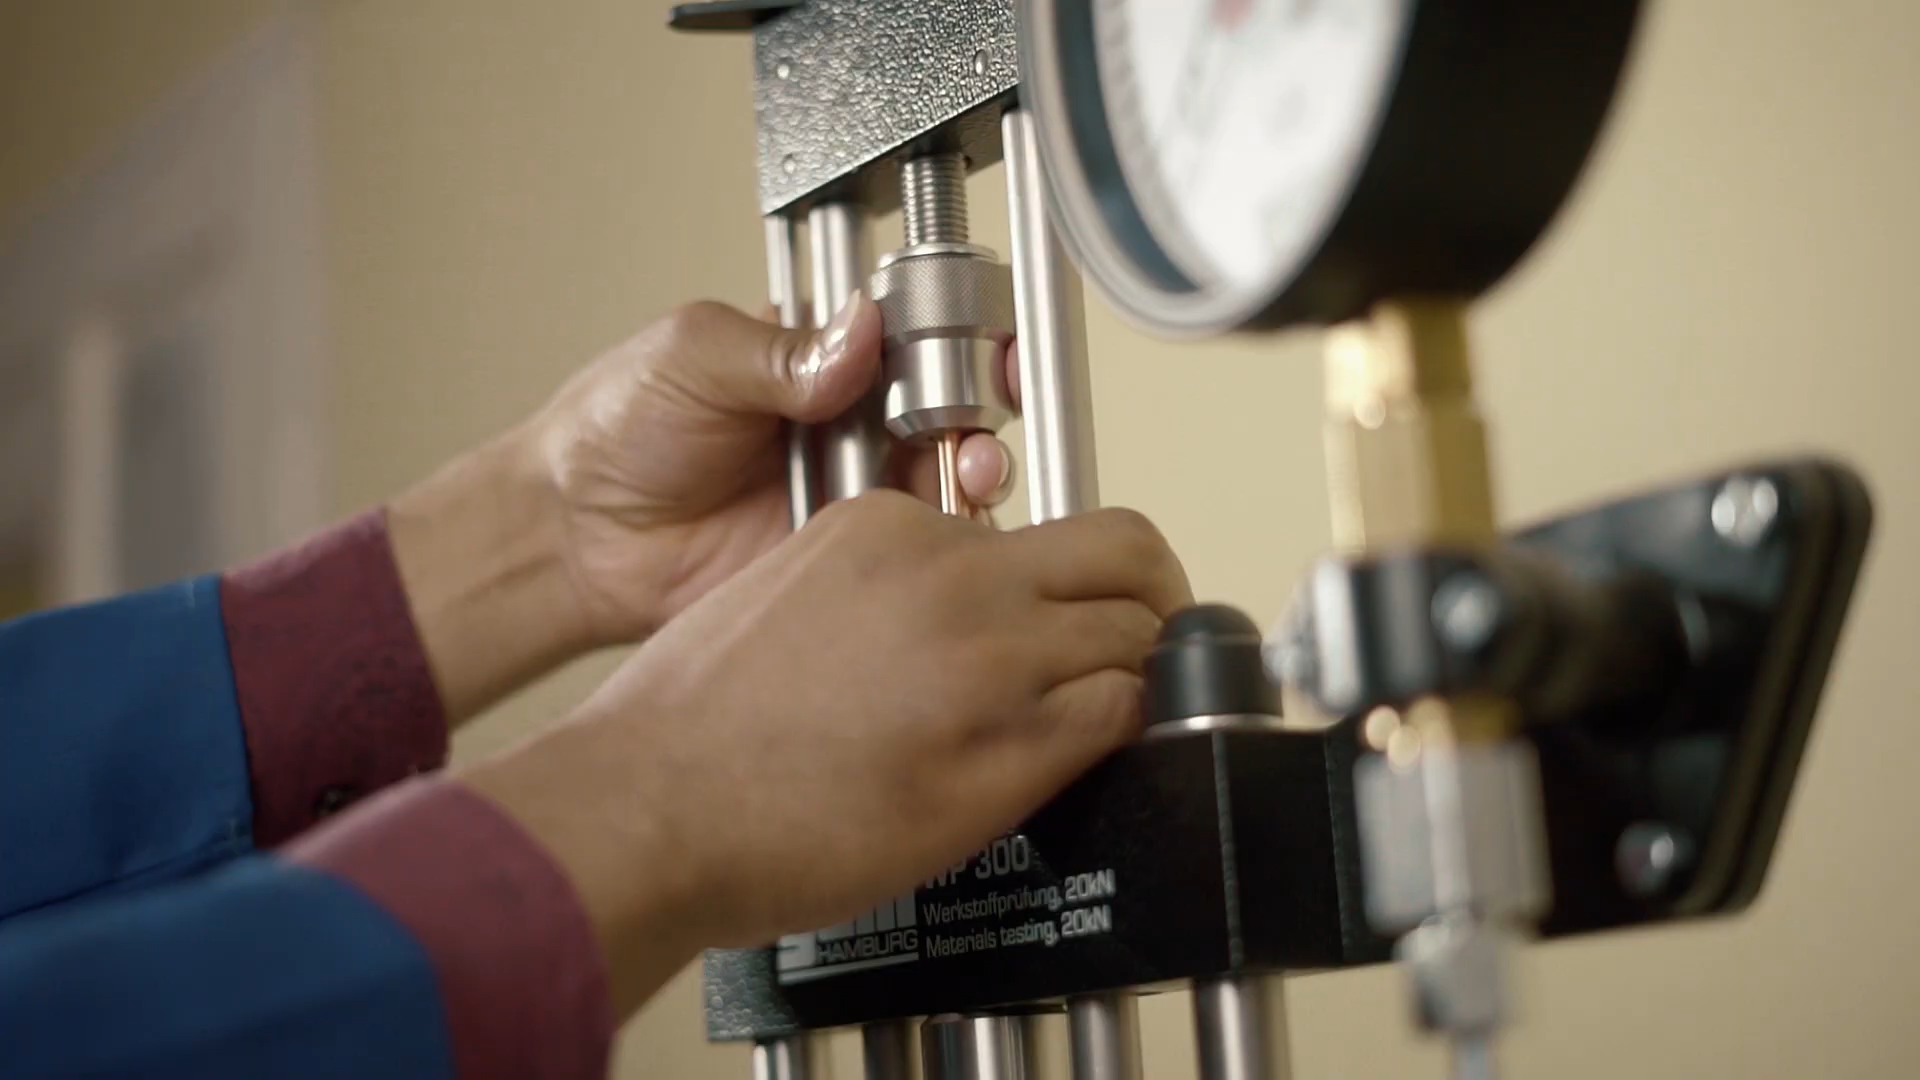 WP 300
Werkstoffprüfung, 20kN
Materials testing, 20kN
HAMBURG